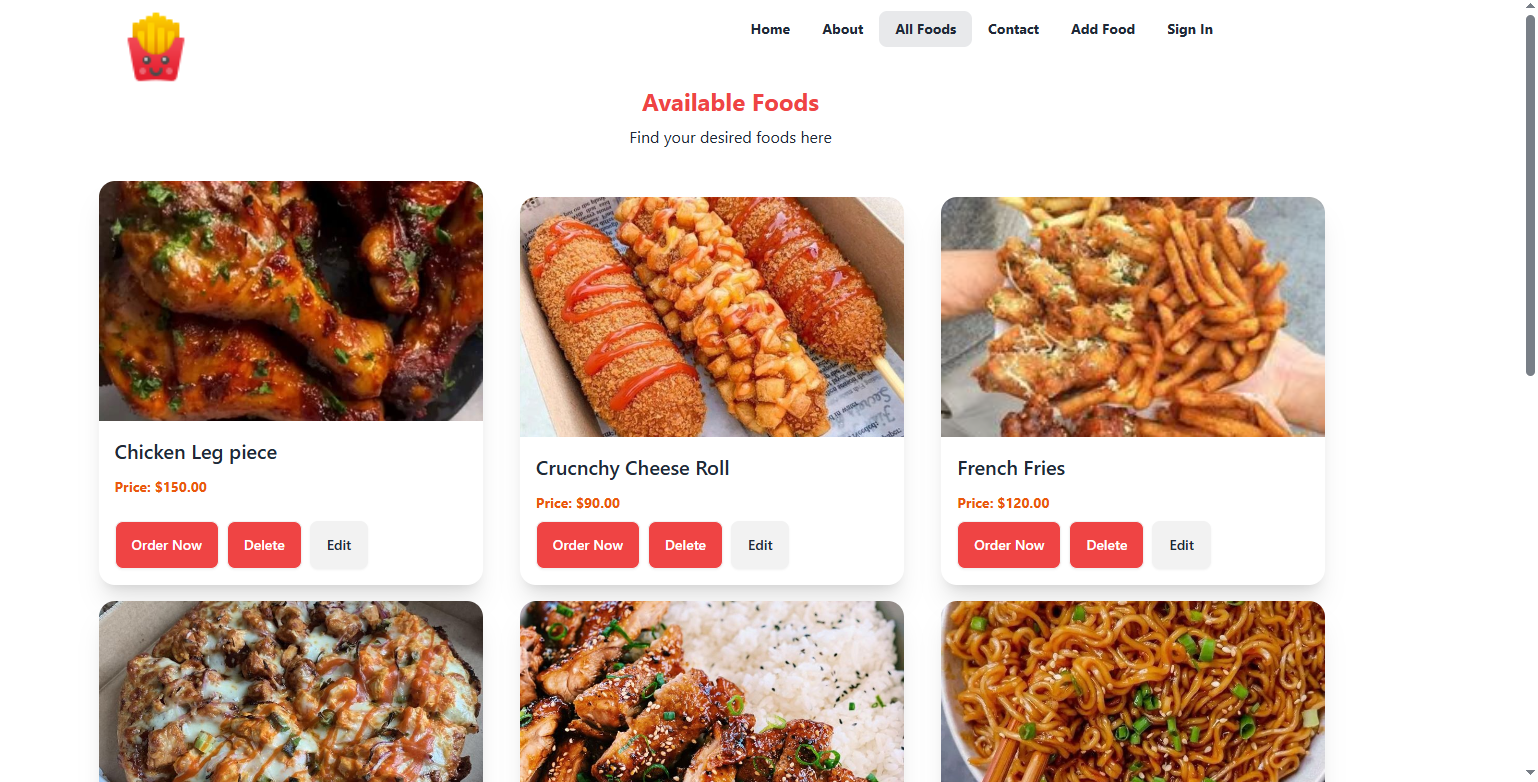 Home About All Foods Contact Add Food Sign In
Available Foods
Find your desired foods here
Chicken Leg piece
Price: $150.00
Order Now Delete Edit
Crucnchy Cheese Roll
Price: $90.00
Order Now Delete Edit
French Fries
Price: $120.00
Order Now Delete Edit